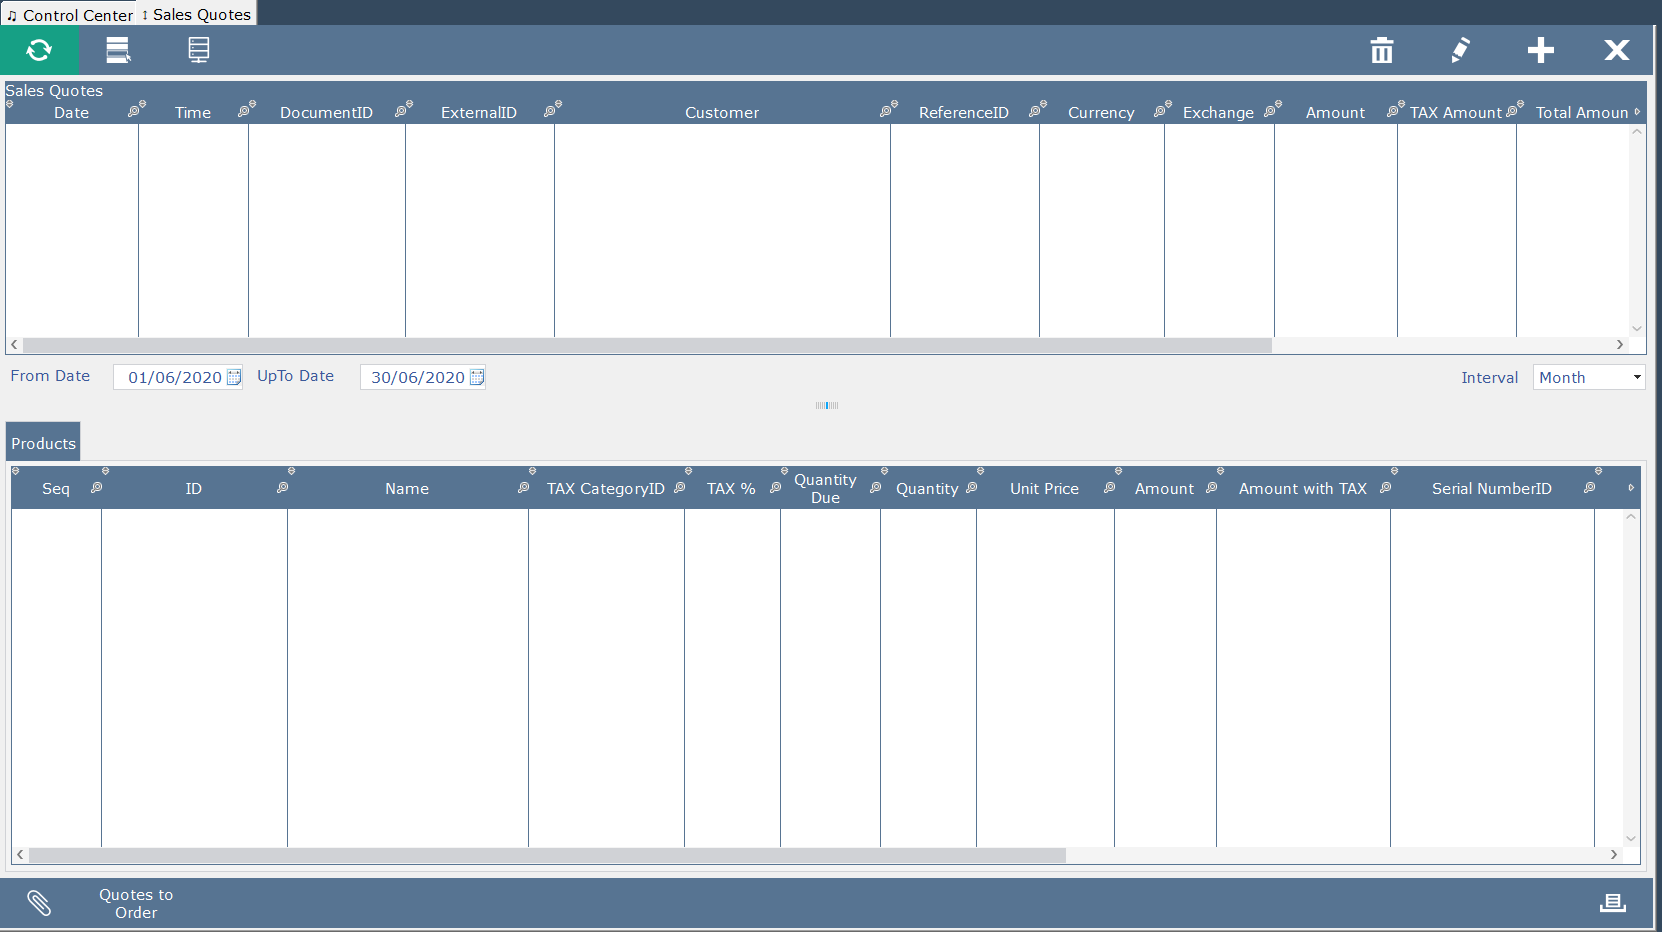 ♫ Control Center
↕ Sales Quotes
Sales Quotes
Date Time DocumentID ExternalID Customer ReferenceID Currency Exchange Amount TAX Amount Total Amoun
From Date 01/06/2020 UpTo Date 30/06/2020 Interval Month
Products
Seq ID Name TAX CategoryID TAX % Quantity Due Quantity Unit Price Amount Amount with TAX Serial NumberID
Quotes to
Order